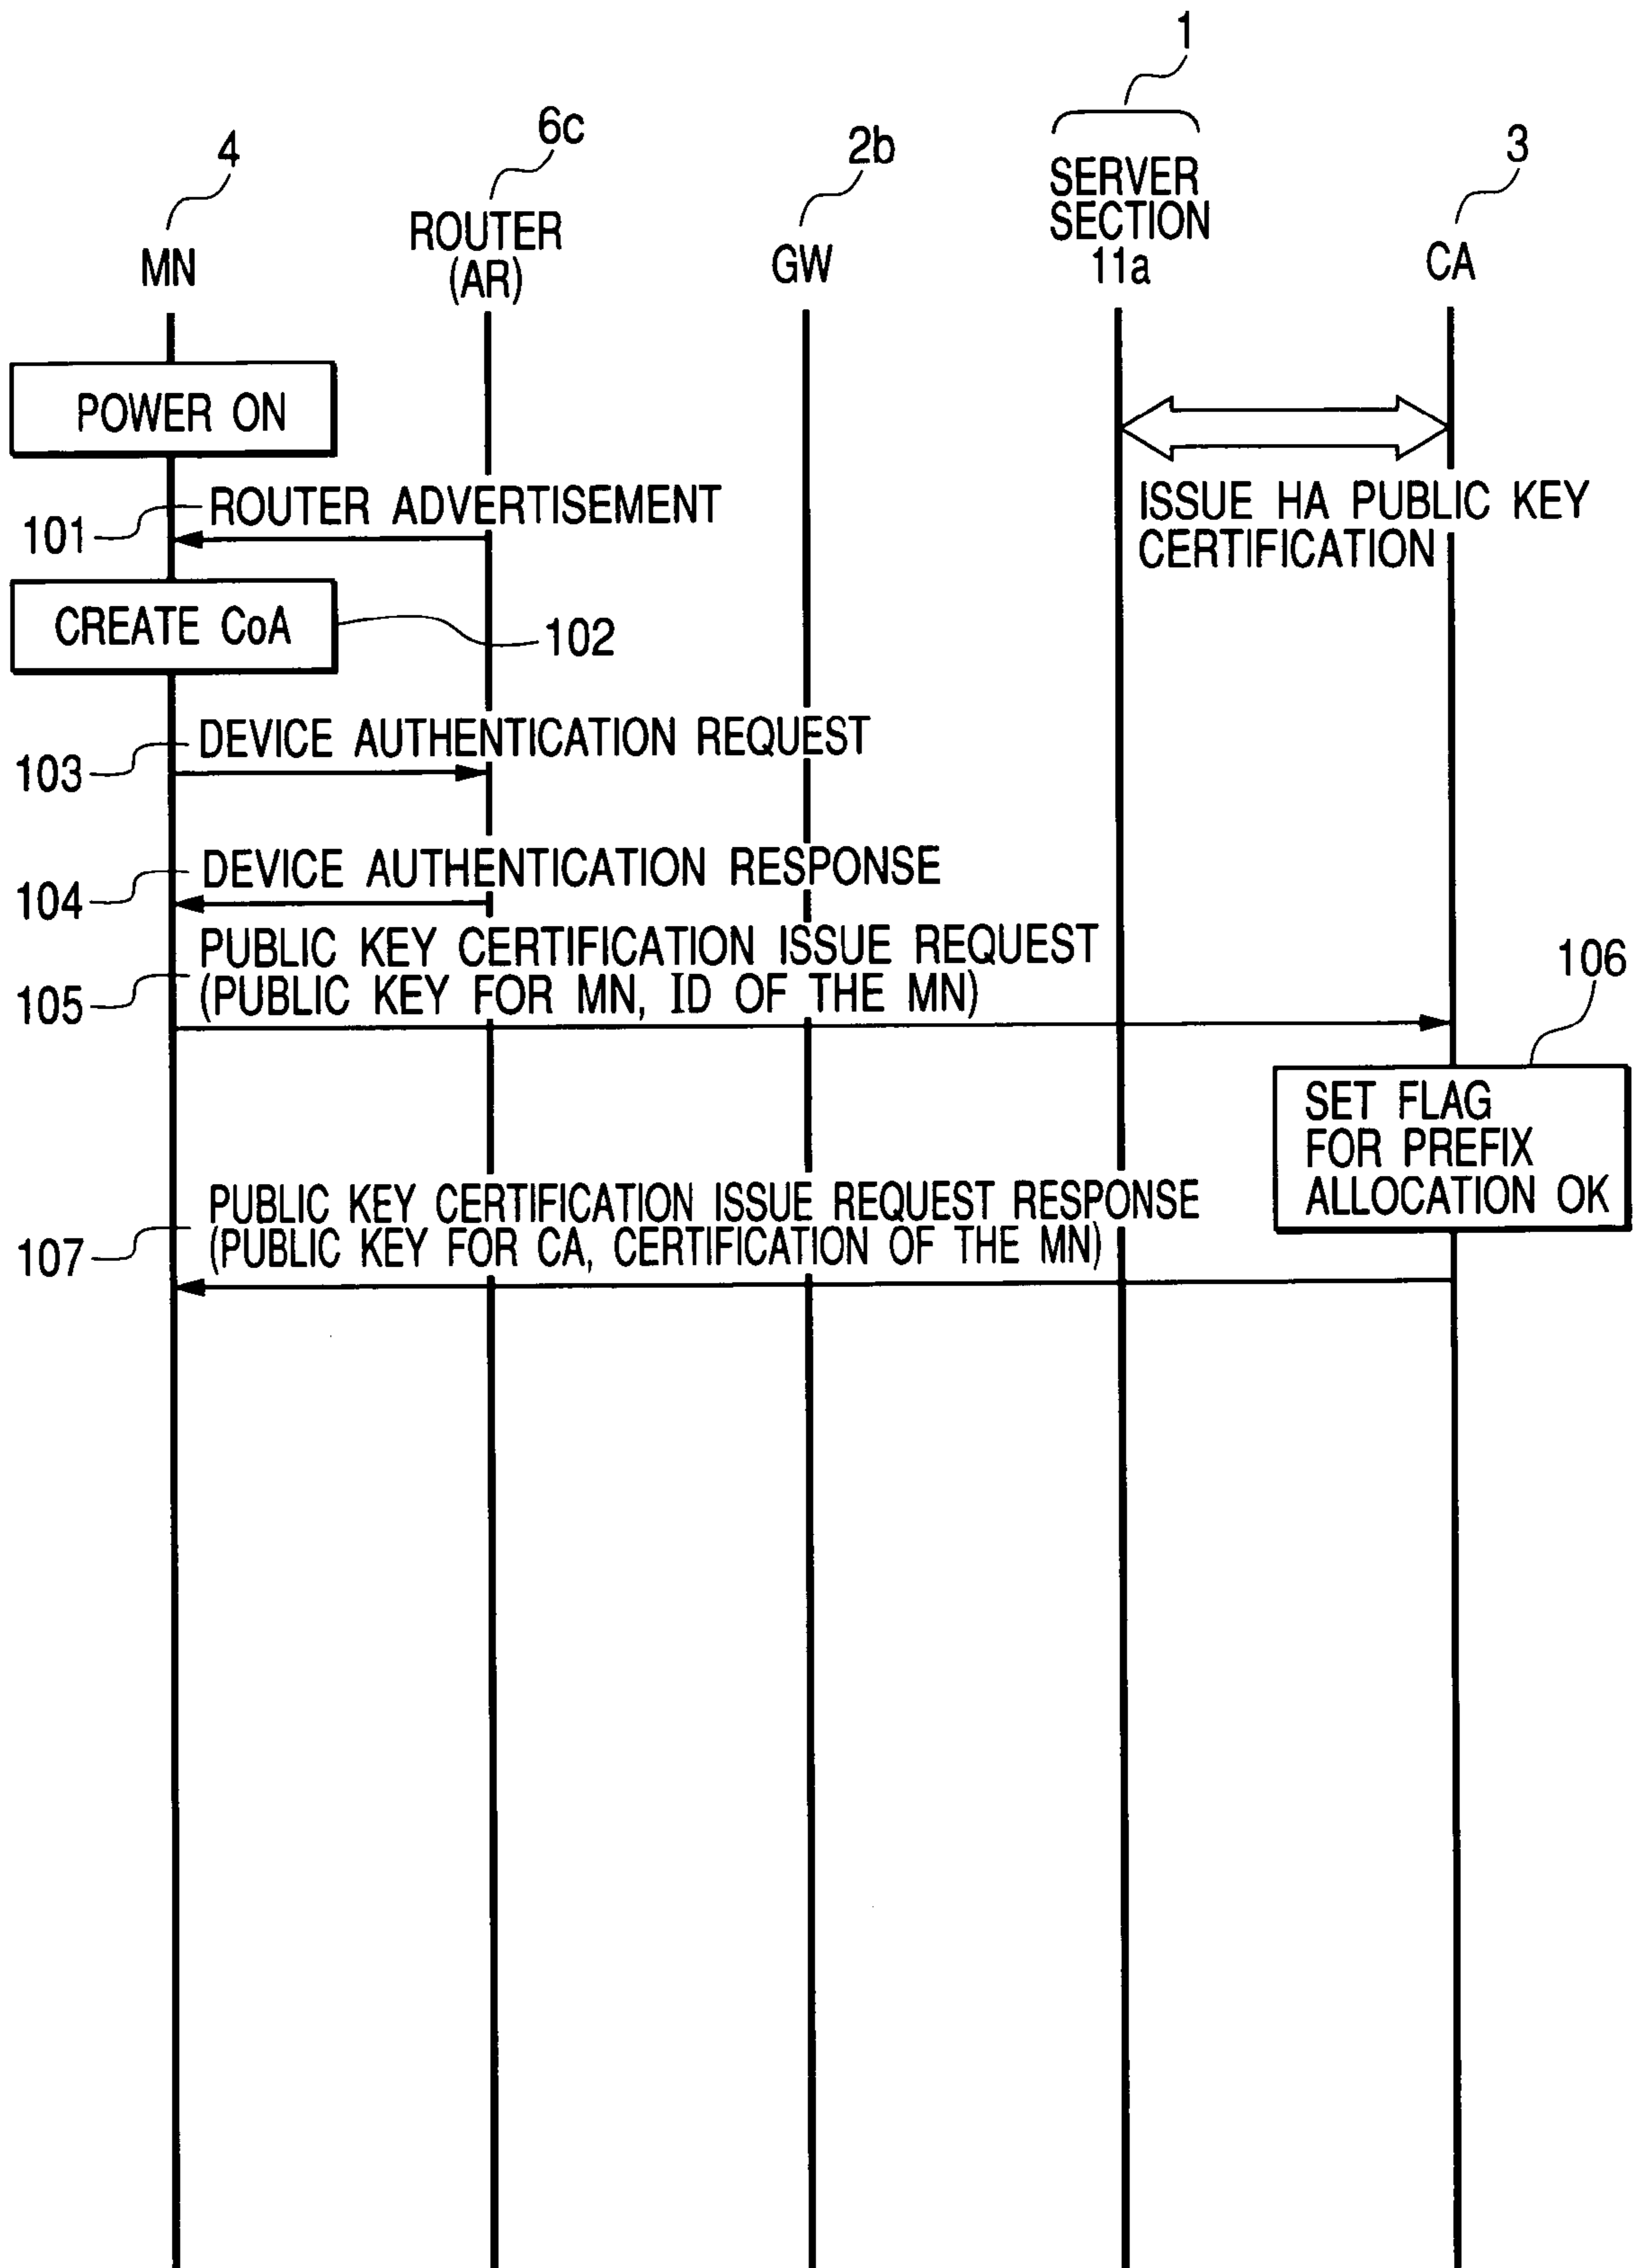 1
4
6c
2b
3
SERVER
SECTION
11a
ROUTER
(AR)
MN
GW
CA
POWER ON
ISSUE HA PUBLIC KEY
CERTIFICATION
ROUTER ADVERTISEMENT
101
CREATE CoA
102
DEVICE AUTHENTICATION REQUEST
103
DEVICE AUTHENTICATION RESPONSE
104
PUBLIC KEY CERTIFICATION ISSUE REQUEST
(PUBLIC KEY FOR MN, ID OF THE MN)
105
106
SET FLAG
FOR PREFIX
ALLOCATION OK
PUBLIC KEY CERTIFICATION ISSUE REQUEST RESPONSE
(PUBLIC KEY FOR CA, CERTIFICATION OF THE MN)
107